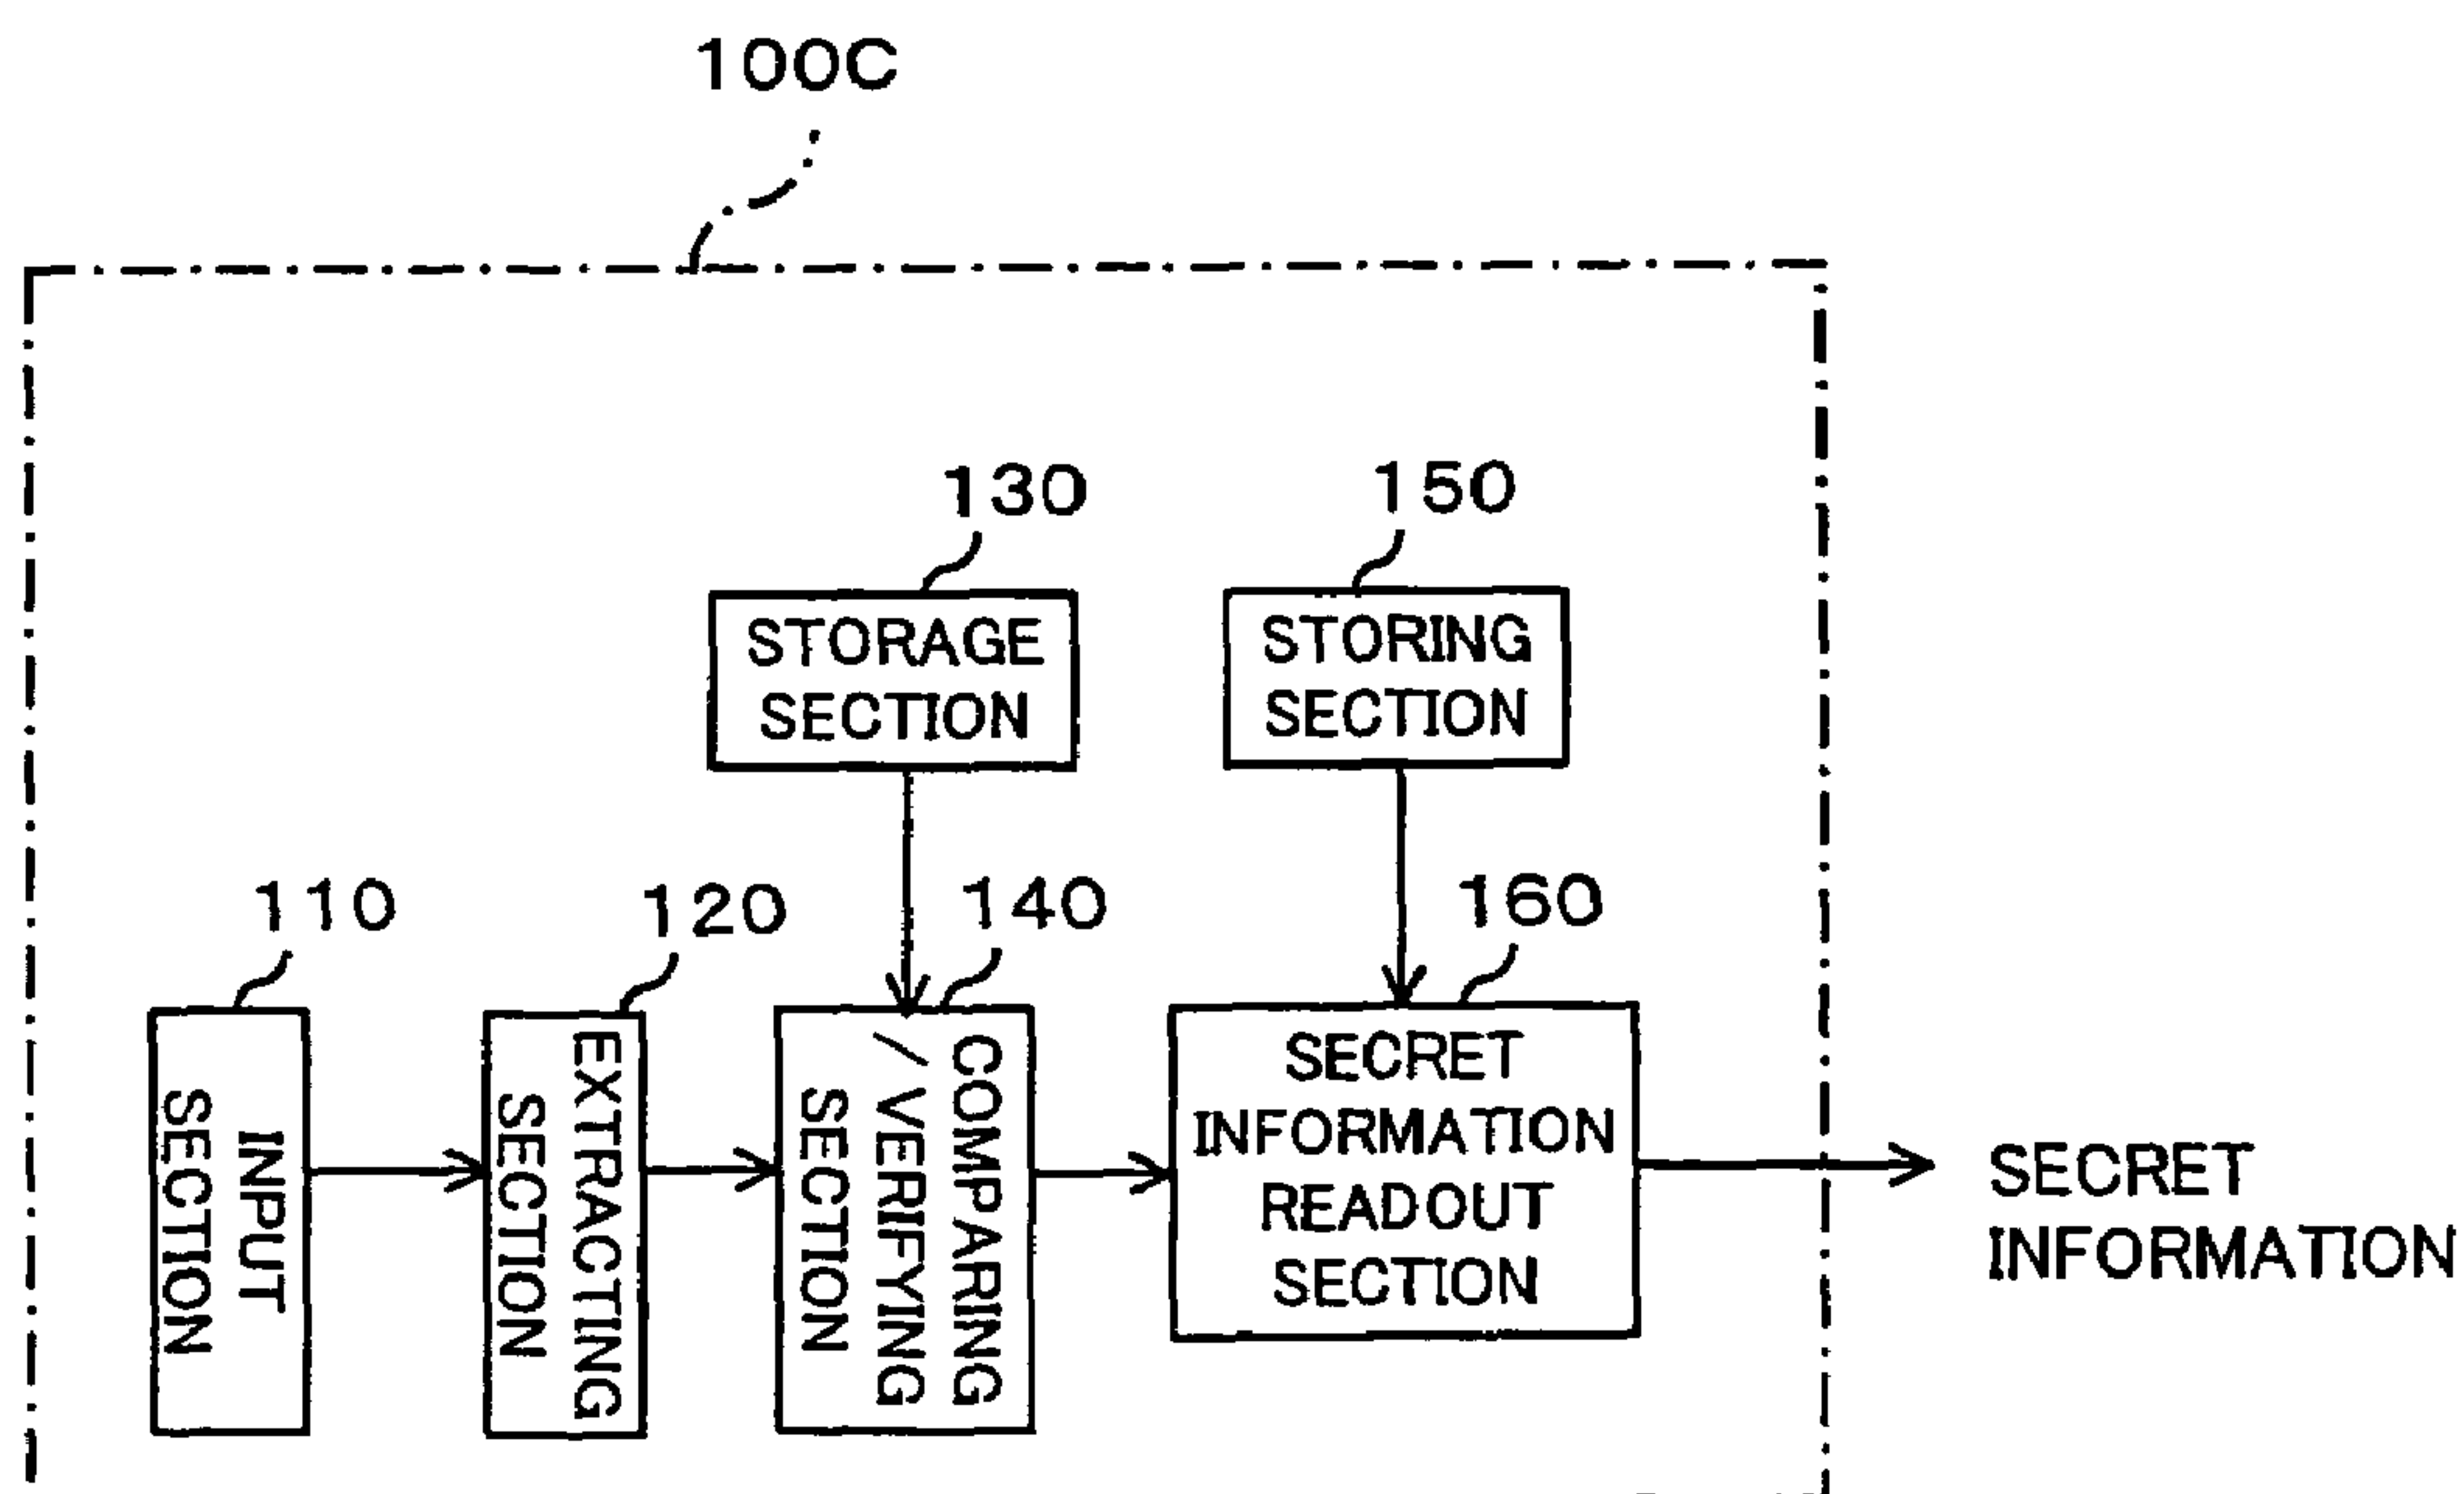 100C
130
150
STORAGE
SECTION
STORING
SECTION
110
120
140
160
INPUT
SECTION
EXTRACTING
SECTION
COMPARING
/VERIFYING
SECTION
SECRET
INFORMATION
READOUT
SECTION
SECRET
INFORMATION